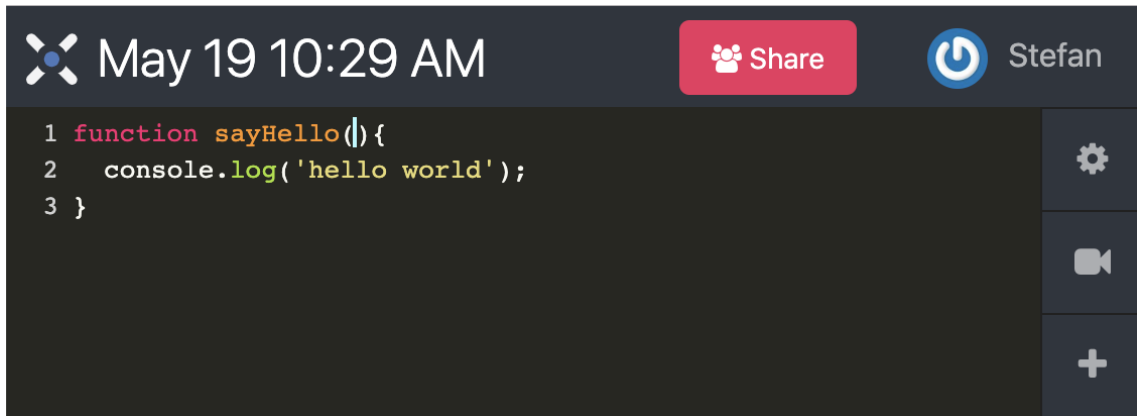 May 19 10:29 AM
Share
Stefan
1 function sayHello(){
2   console.log('hello world');
3 }